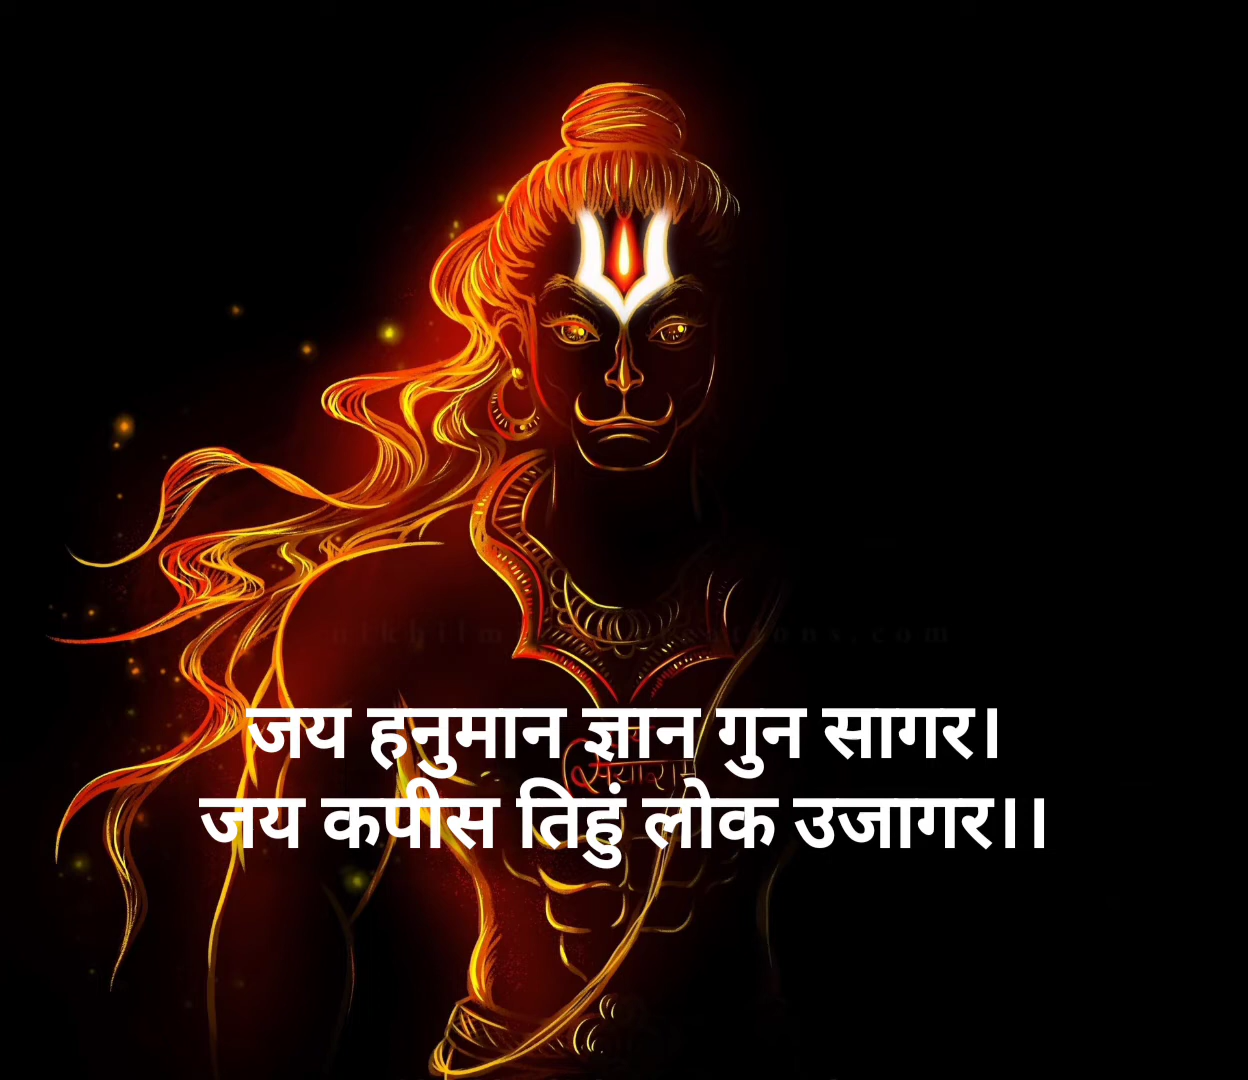 जय हनुमान ज्ञान गुन सागर।
सियाराम
जय कपीस तिहुं लोक उजागर।।